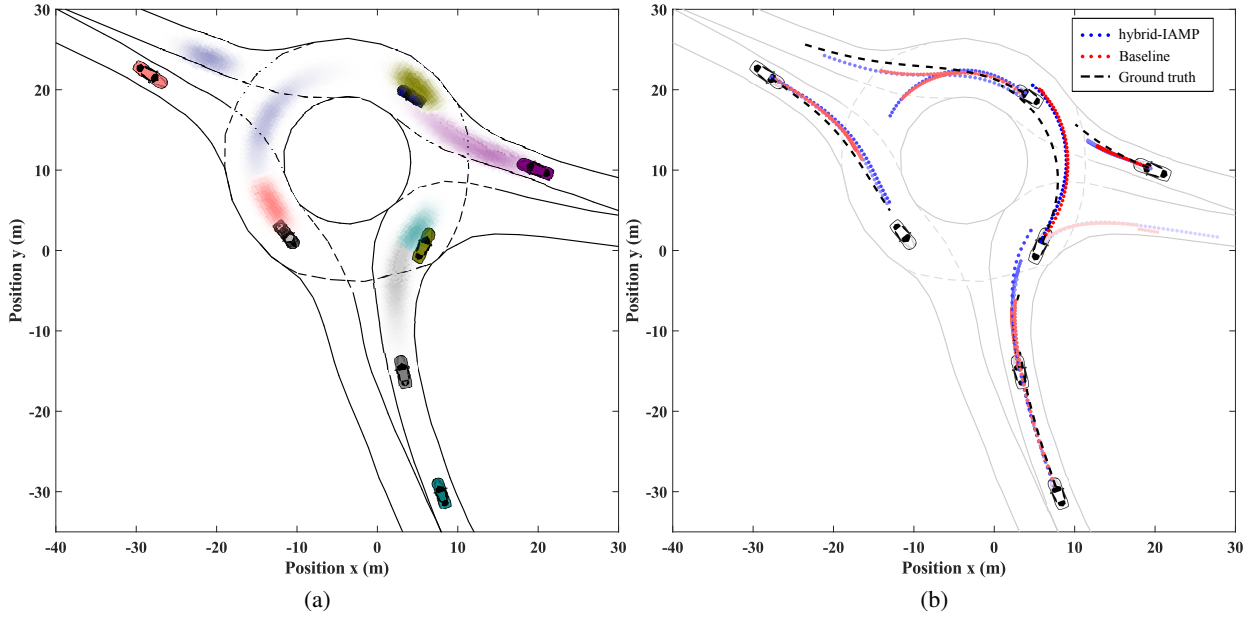 30
20
10
0
-10
-20
-30
-40 -30 -20 -10 0 10 20 30
Position y (m)
Position x (m)
(a)
hybrid-IAMP
Baseline
Ground truth
30
20
10
0
-10
-20
-30
-40 -30 -20 -10 0 10 20 30
Position y (m)
Position x (m)
(b)